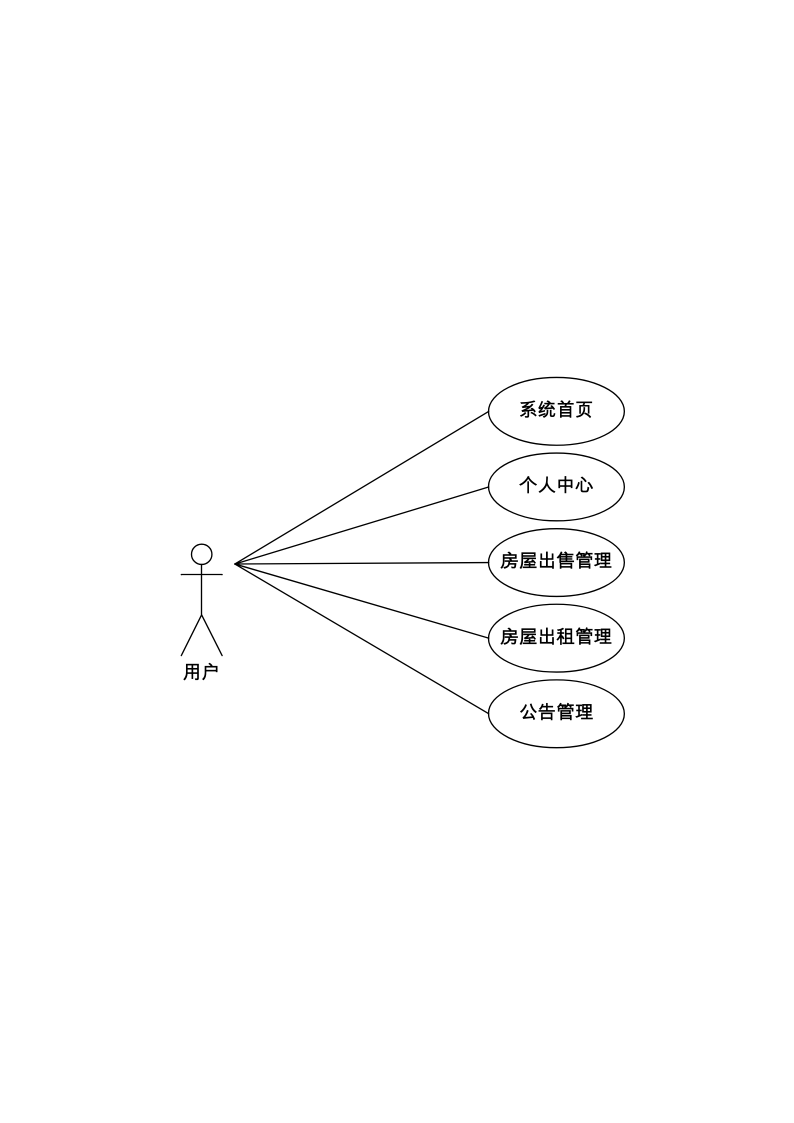 系统首页
个人中心
房屋出售管理
房屋出租管理
用户
公告管理